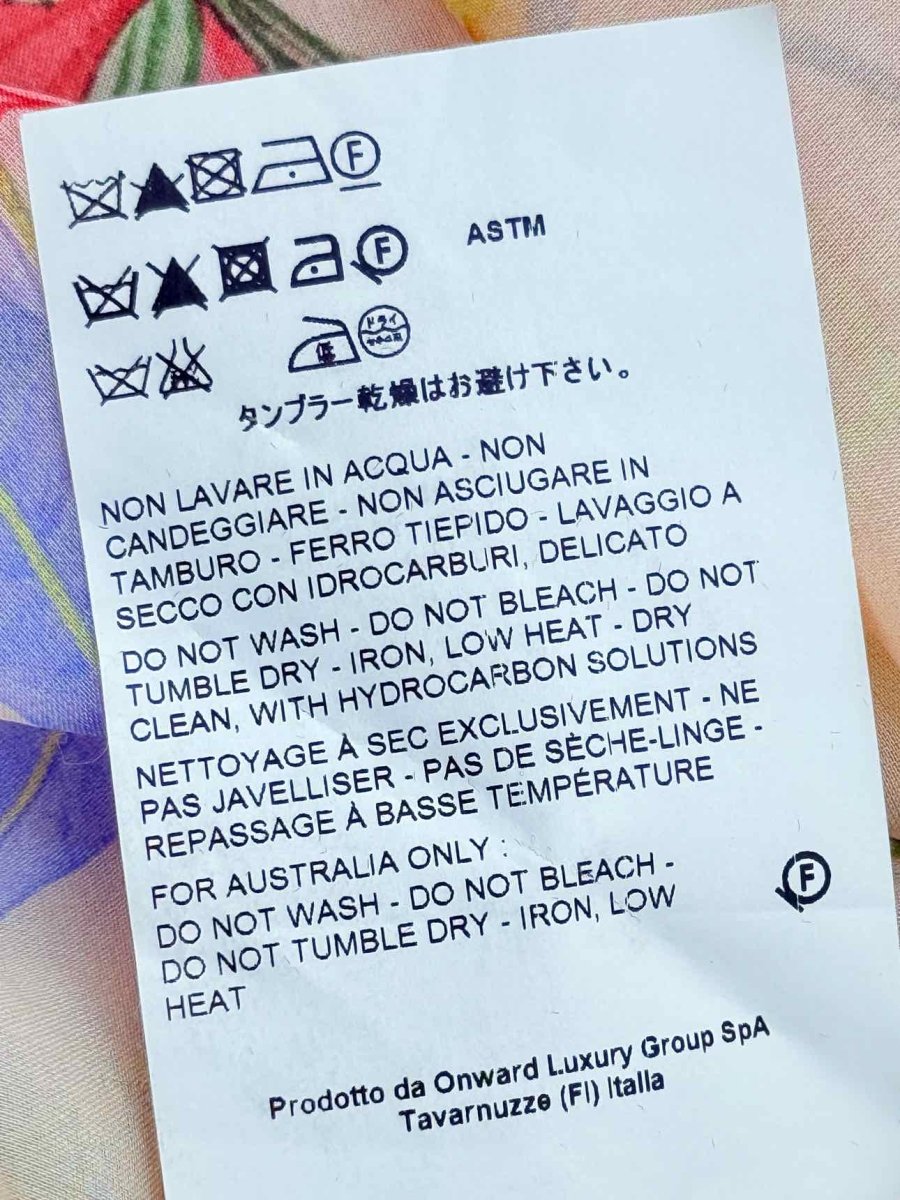 F
F ASTM
低 ドライ
タンブラー乾燥はお避け下さい。
NON LAVARE IN ACQUA - NON
CANDEGGIARE - NON ASCIUGARE IN
TAMBURO - FERRO TIEPIDO - LAVAGGIO A
SECCO CON IDROCARBURI, DELICATO
DO NOT WASH - DO NOT BLEACH - DO NOT
TUMBLE DRY - IRON, LOW HEAT - DRY
CLEAN, WITH HYDROCARBON SOLUTIONS
NETTOYAGE À SEC EXCLUSIVEMENT - NE
PAS JAVELLISER - PAS DE SÈCHE-LINGE -
REPASSAGE À BASSE TEMPÉRATURE
FOR AUSTRALIA ONLY :
DO NOT WASH - DO NOT BLEACH -
DO NOT TUMBLE DRY - IRON, LOW
HEAT
F
Prodotto da Onward Luxury Group SpA
Tavarnuzze (FI) Italia